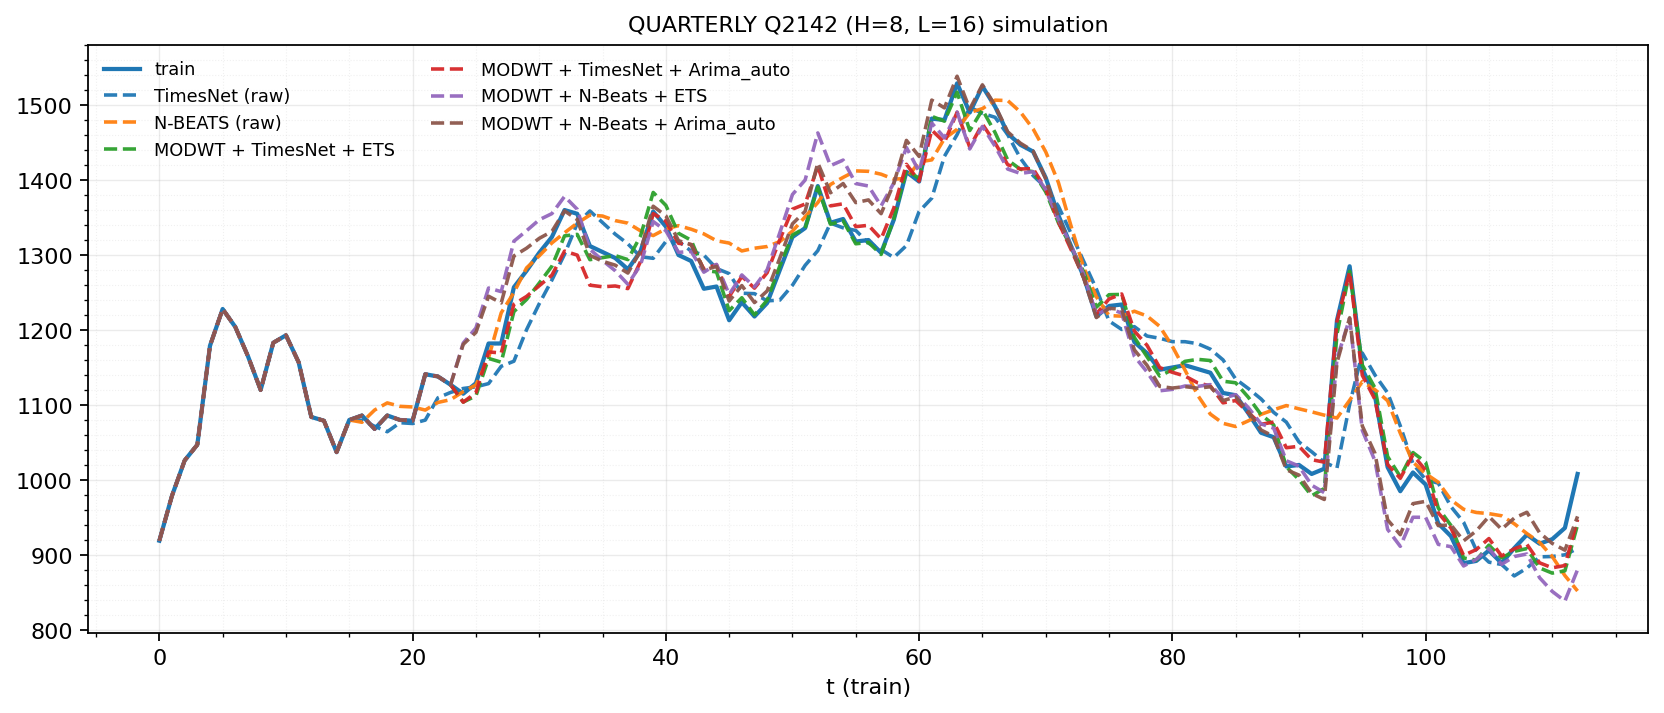 QUARTERLY Q2142 (H=8, L=16) simulation
train
TimesNet (raw)
N-BEATS (raw)
MODWT + TimesNet + ETS
MODWT + TimesNet + Arima_auto
MODWT + N-Beats + ETS
MODWT + N-Beats + Arima_auto
1500
1400
1300
1200
1100
1000
900
800
0 20 40 60 80 100
t (train)